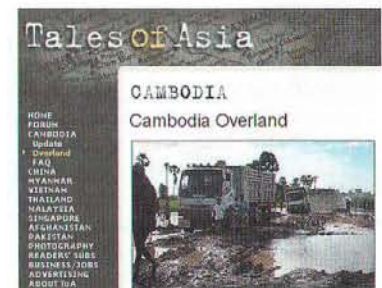 Tales of Asia
CAMBODIA
Cambodia Overland
HOME
FORUM
CAMBODIA
Update
Overland
FAQ
CHINA
MYANMAR
VIETNAM
THAILAND
MALAYSIA
SINGAPORE
AFGHANISTAN
PAKISTAN
PHOTOGRAPHY
READERS' SUBS
BUSINESS/JOBS
ADVERTISING
ABOUT ToA